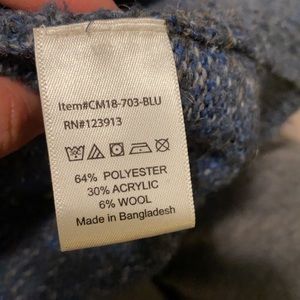 Item#CM18-703-BLU
RN#123913
64% POLYESTER
30% ACRYLIC
6% WOOL
Made in Bangladesh